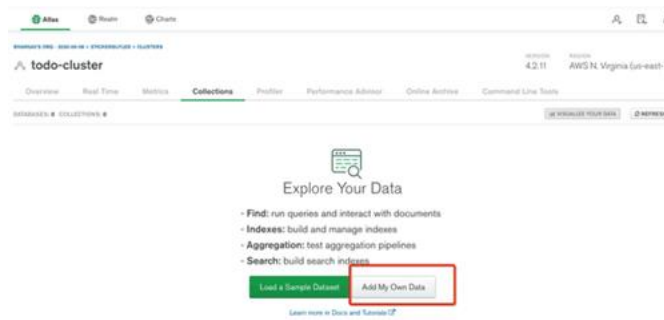 Atlas Realm Charts
CLUSTERS
todo-cluster
VERSION REGION
4.2.11 AWS N. Virginia (us-east-
Overview Real Time Metrics Collections Profiler Performance Advisor Online Archive Command Line Tools
DATABASES: 0 COLLECTIONS: 0 VISUALIZE YOUR DATA REFRESH
Explore Your Data
- Find: run queries and interact with documents
- Indexes: build and manage indexes
- Aggregation: test aggregation pipelines
- Search: build search indexes
Load a Sample Dataset Add My Own Data
Learn more in Docs and Tutorials